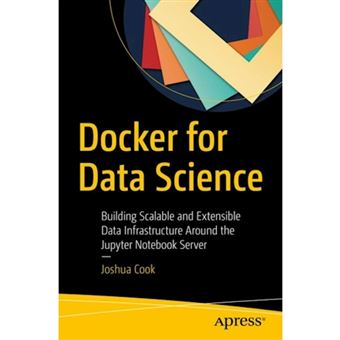 Docker for
Data Science
Building Scalable and Extensible
Data Infrastructure Around the
Jupyter Notebook Server
—
Joshua Cook
Apress®